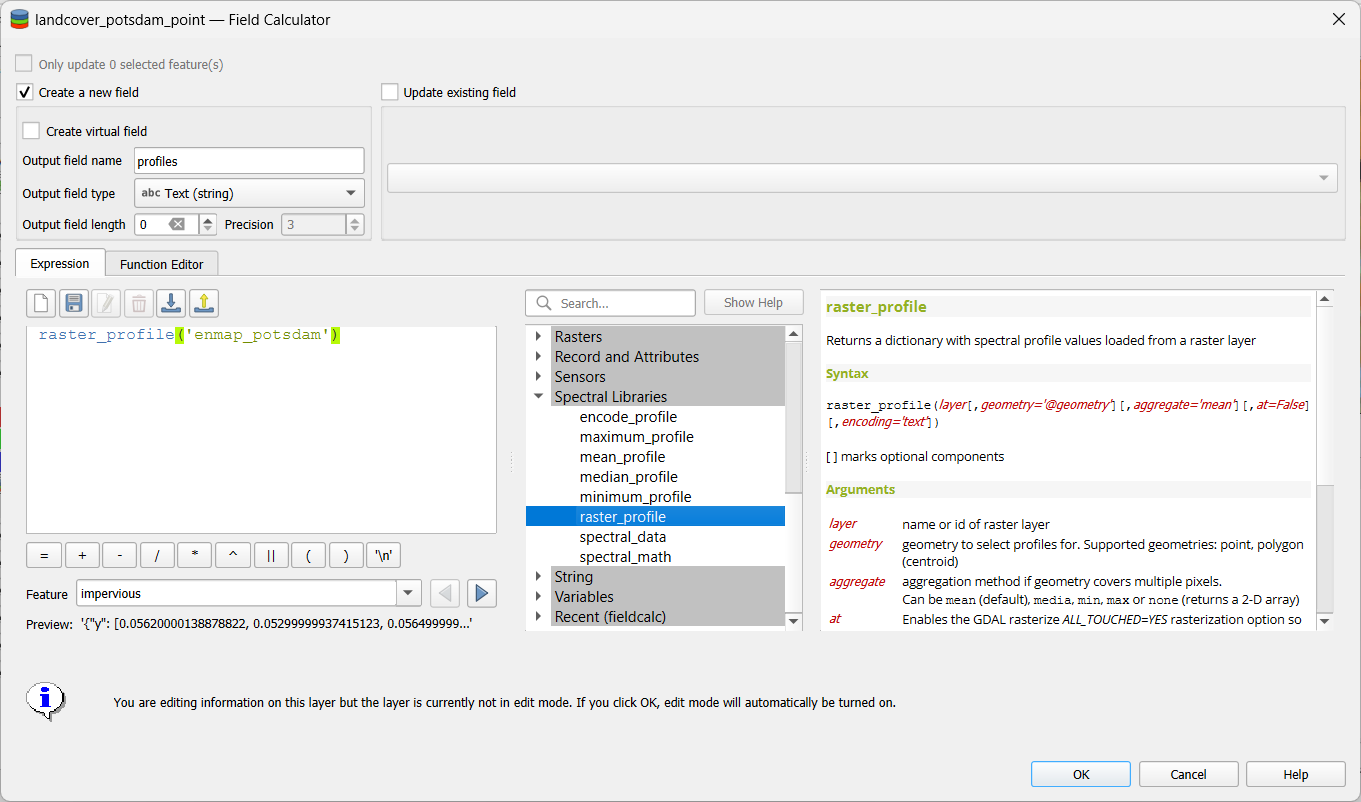 landcover_potsdam_point — Field Calculator
Only update 0 selected feature(s)
Create a new field
Update existing field
Create virtual field
Output field name profiles
Output field type abc Text (string)
Output field length 0 Precision 3
Expression Function Editor
Search... Show Help
raster_profile('enmap_potsdam')
= + - / * ^ || ( ) '\n'
Feature impervious
Preview: '{"y": [0.05620000138878822, 0.05299999937415123, 0.056499999...'
Rasters
Record and Attributes
Sensors
Spectral Libraries
encode_profile
maximum_profile
mean_profile
median_profile
minimum_profile
raster_profile
spectral_data
spectral_math
String
Variables
Recent (fieldcalc)
raster_profile
Returns a dictionary with spectral profile values loaded from a raster layer
Syntax
raster_profile(layer[,geometry='@geometry'][,aggregate='mean'][,at=False]
[,encoding='text'])
[ ] marks optional components
Arguments
layer name or id of raster layer
geometry geometry to select profiles for. Supported geometries: point, polygon
(centroid)
aggregate aggregation method if geometry covers multiple pixels.
Can be mean (default), media, min, max or none (returns a 2-D array)
at Enables the GDAL rasterize ALL_TOUCHED=YES rasterization option so
You are editing information on this layer but the layer is currently not in edit mode. If you click OK, edit mode will automatically be turned on.
OK Cancel Help